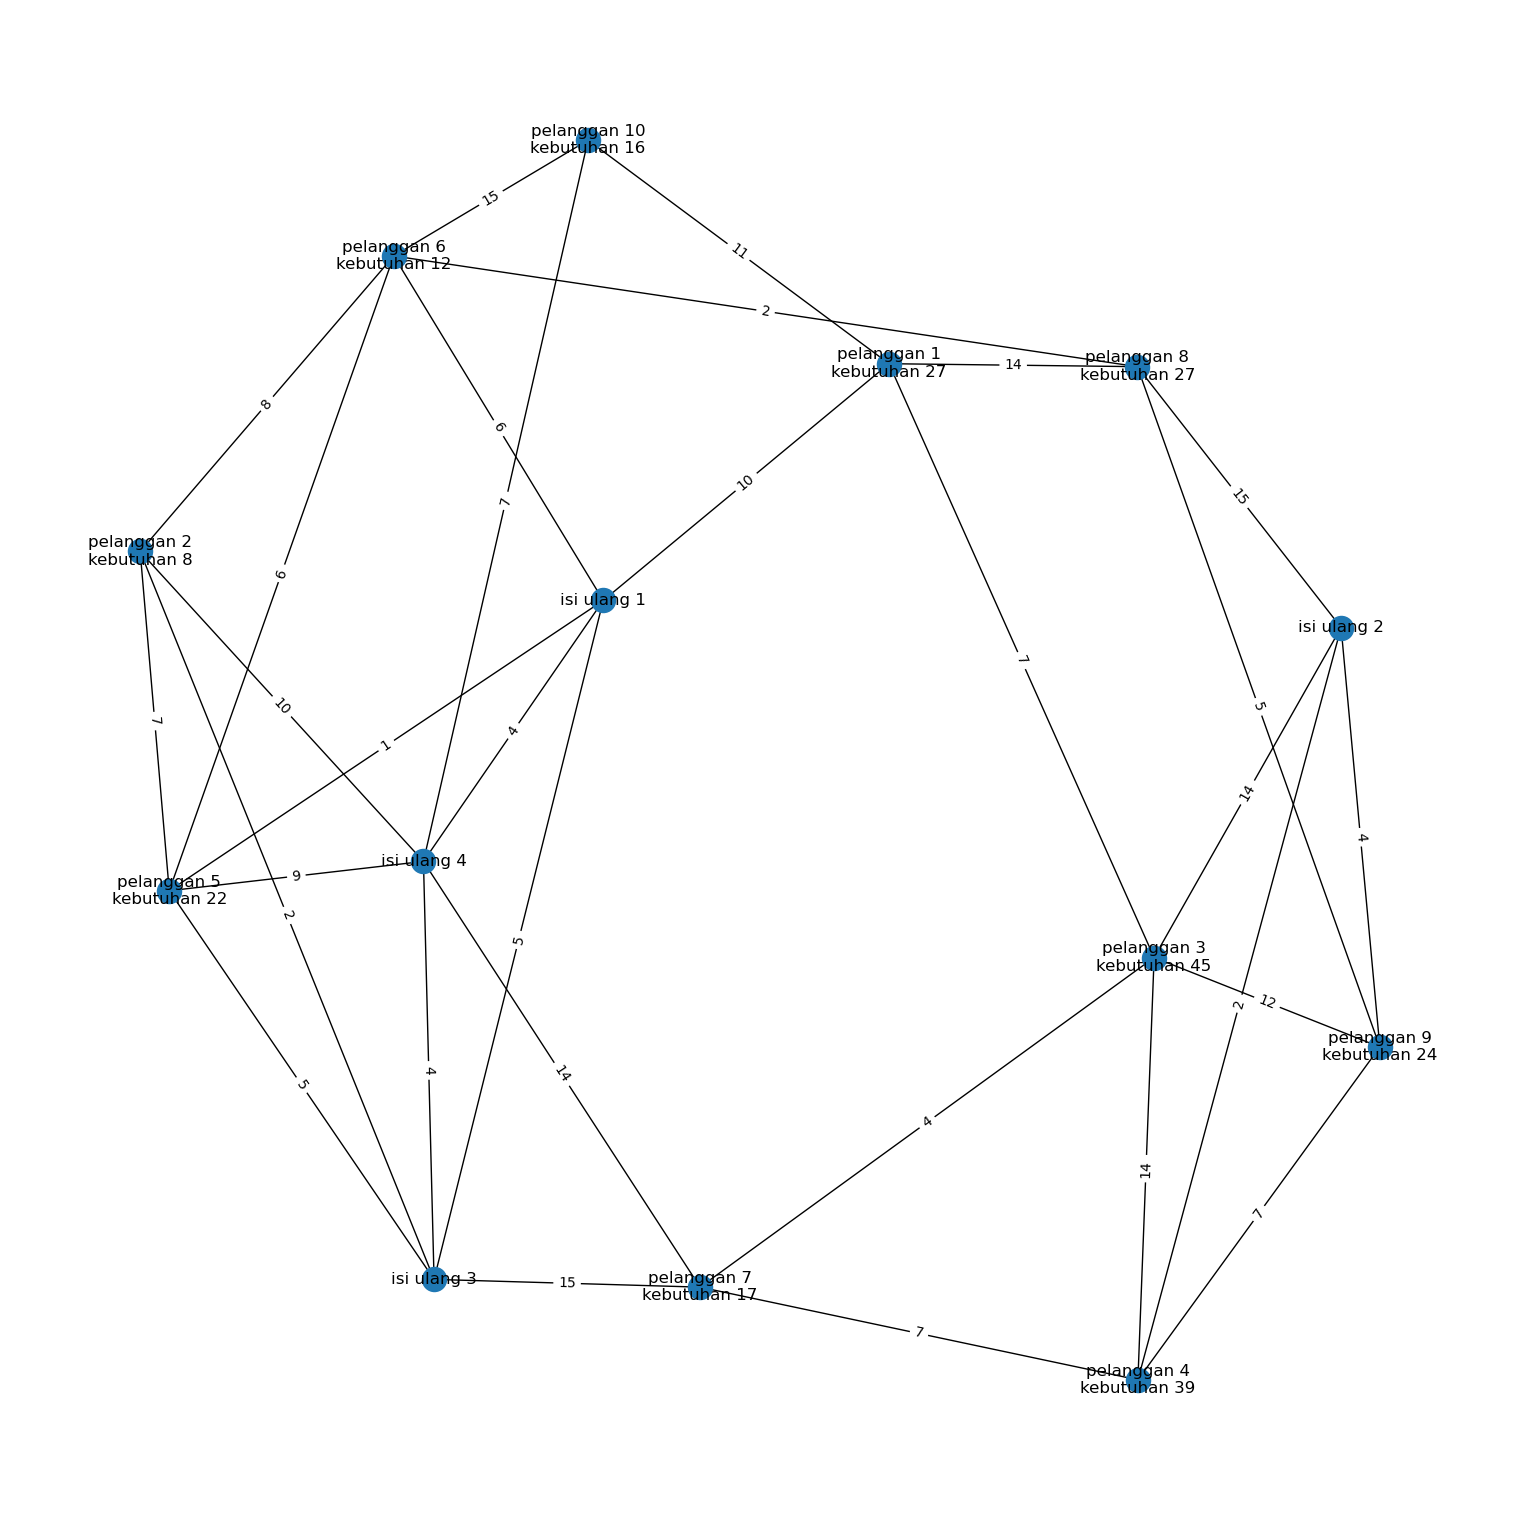 pelanggan 10
kebutuhan 16
15
pelanggan 6
kebutuhan 12
11
2
pelanggan 1
kebutuhan 27
14
pelanggan 8
kebutuhan 27
8
6
10
7
15
pelanggan 2
kebutuhan 8
6
isi ulang 1
isi ulang 2
7
10
7
5
1
4
14
4
isi ulang 4
9
pelanggan 5
kebutuhan 22
2
5
pelanggan 3
kebutuhan 45
12
2
pelanggan 9
kebutuhan 24
4
14
5
4
14
7
isi ulang 3
15
pelanggan 7
kebutuhan 17
7
pelanggan 4
kebutuhan 39